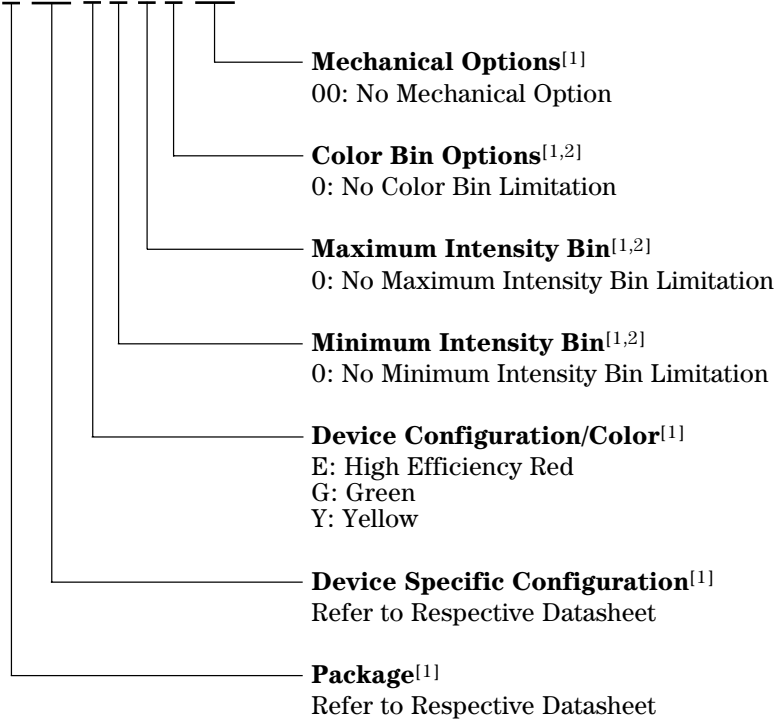 Mechanical Options[1]
00: No Mechanical Option
Color Bin Options[1,2]
0: No Color Bin Limitation
Maximum Intensity Bin[1,2]
0: No Maximum Intensity Bin Limitation
Minimum Intensity Bin[1,2]
0: No Minimum Intensity Bin Limitation
Device Configuration/Color[1]
E: High Efficiency Red
G: Green
Y: Yellow
Device Specific Configuration[1]
Refer to Respective Datasheet
Package[1]
Refer to Respective Datasheet